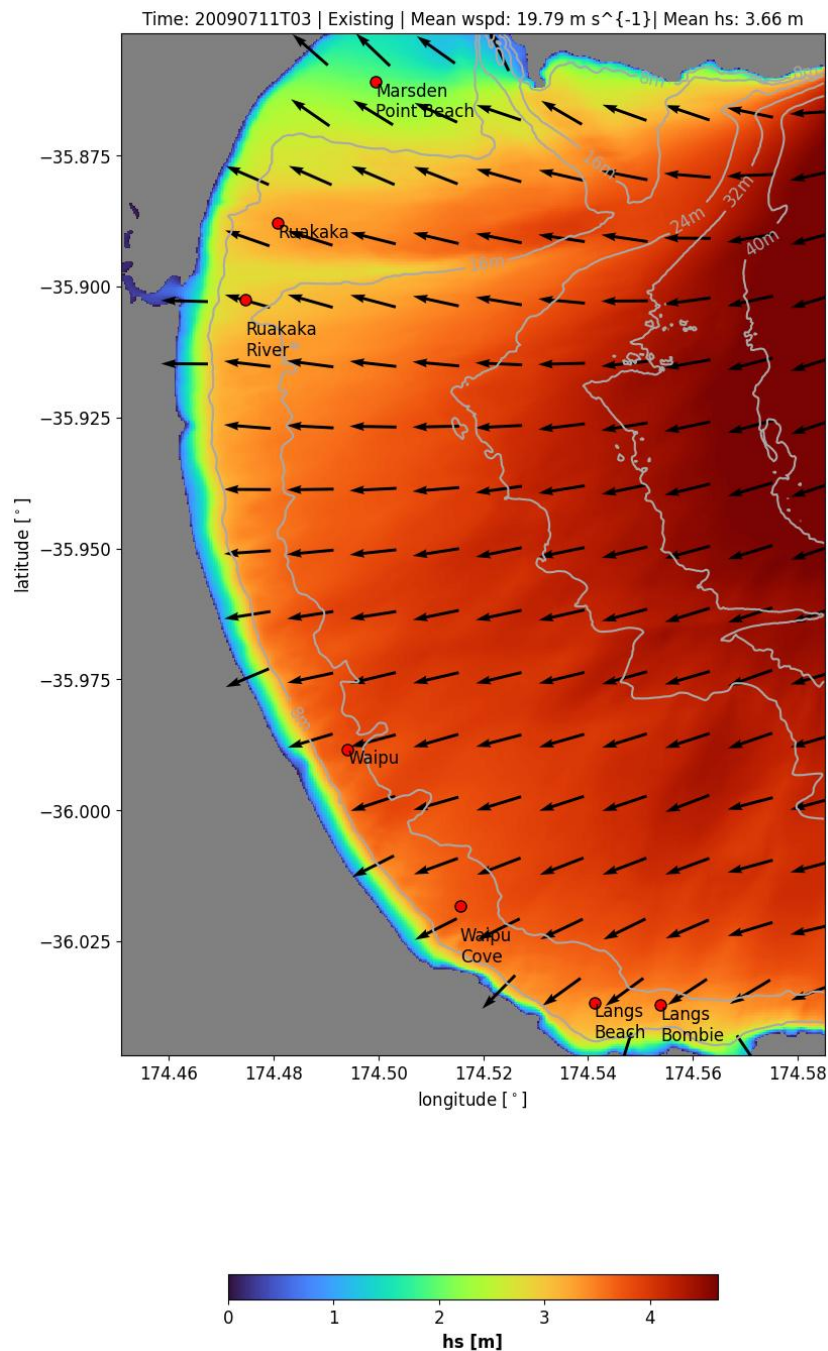 Time: 20090711T03 | Existing | Mean wspd: 19.79 m s^{-1}| Mean hs: 3.66 m
8m
8m
Marsden
Point Beach
−35.875
16m
32m
24m
Ruakaka
40m
16m
−35.900
Ruakaka
River
−35.925
latitude [°]
−35.950
−35.975
8m
Waipu
−36.000
−36.025
Waipu
Cove
Langs
Beach
Langs
Bombie
174.46 174.48 174.50 174.52 174.54 174.56 174.58
longitude [°]
0 1 2 3 4
hs [m]